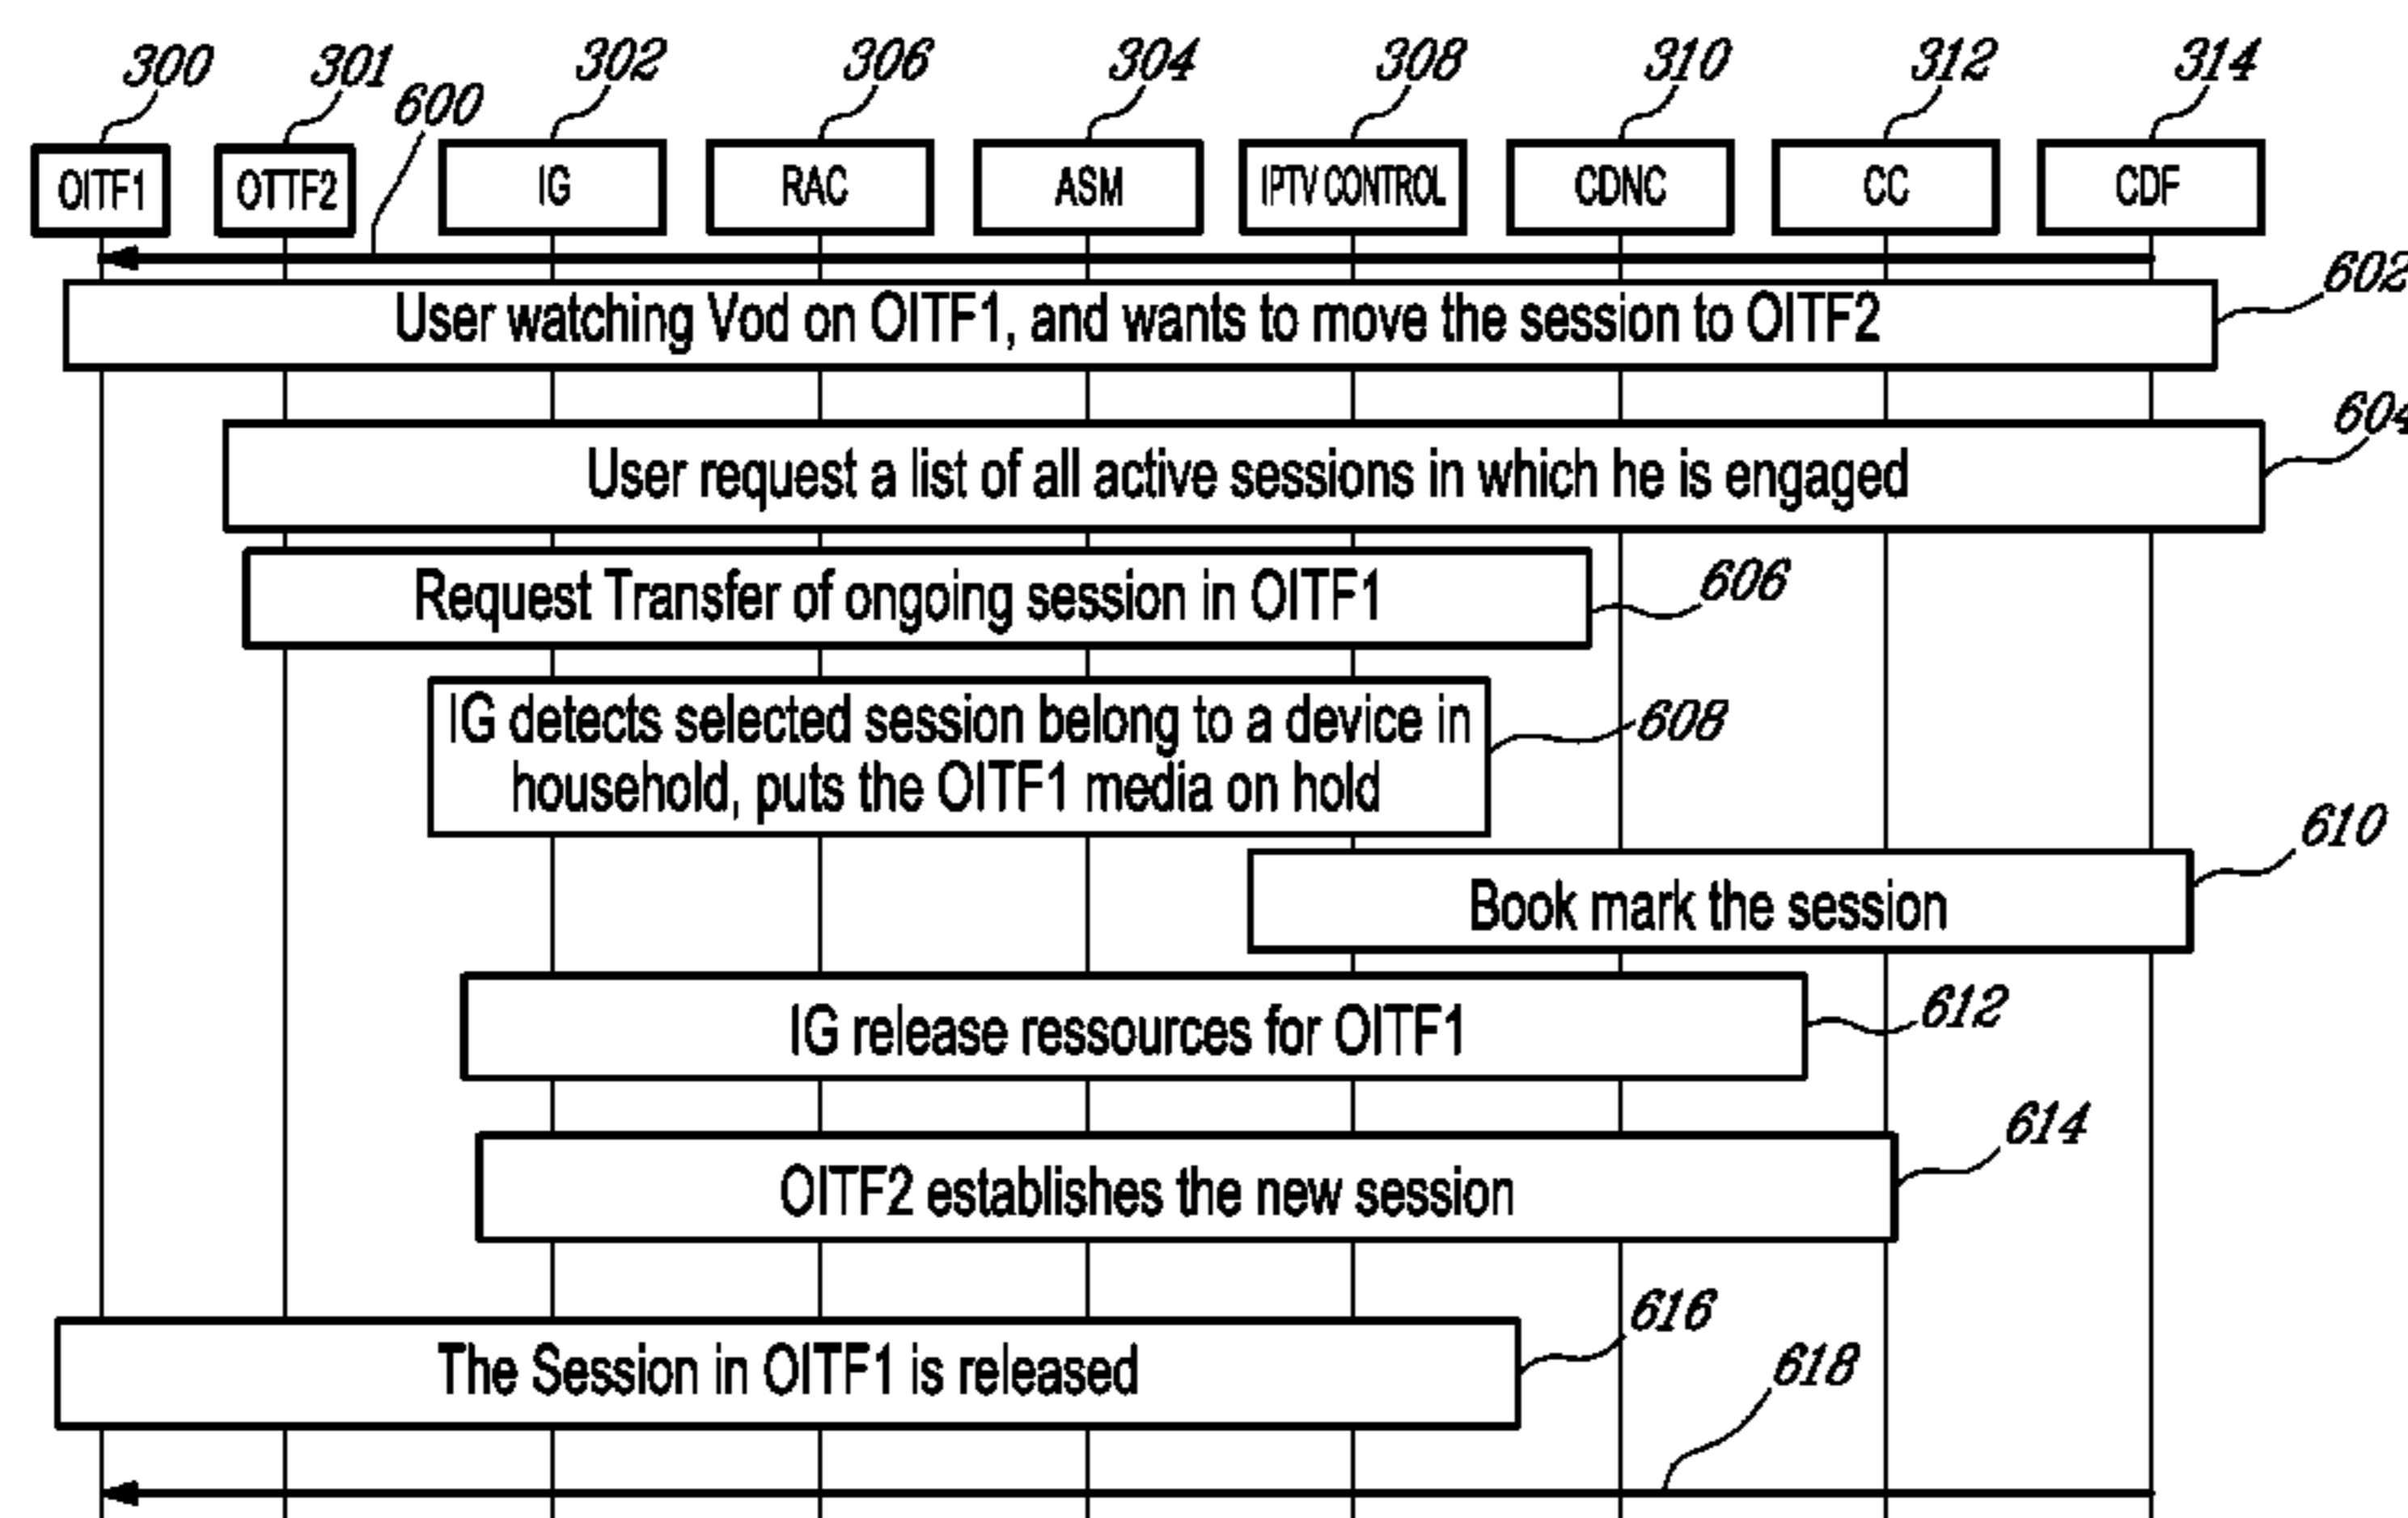 300 301 600 302 306 304 308 310 312 314
OITF1 OTTF2 IG RAC ASM IPTV CONTROL CDNC CC CDF
User watching Vod on OITF1, and wants to move the session to OITF2 602
User request a list of all active sessions in which he is engaged 604
Request Transfer of ongoing session in OITF1 606
IG detects selected session belong to a device in
household, puts the OITF1 media on hold 608
Book mark the session 610
IG release ressources for OITF1 612
OITF2 establishes the new session 614
The Session in OITF1 is released 616
618